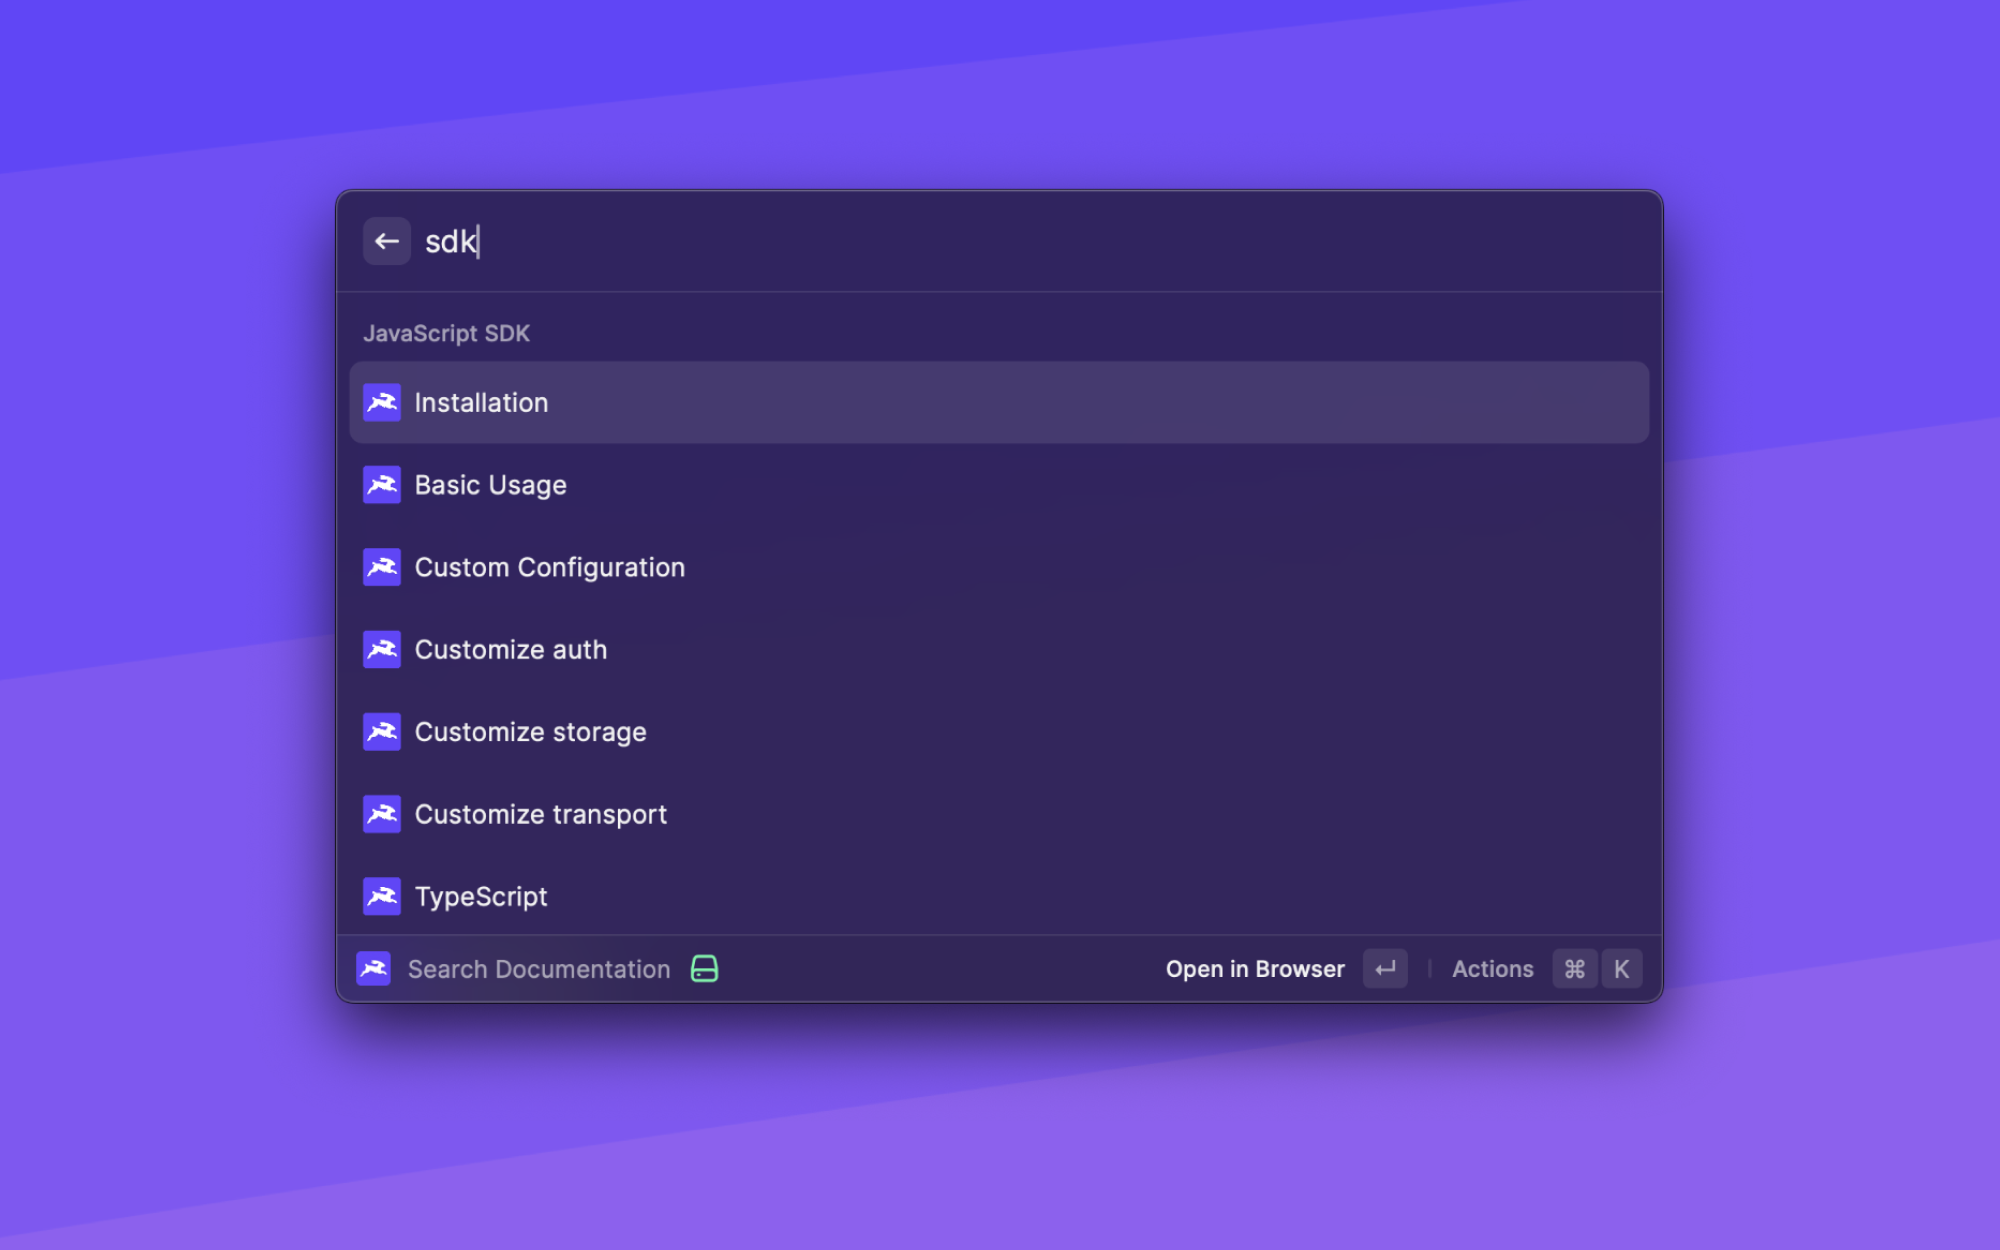 sdk
JavaScript SDK
Installation
Basic Usage
Custom Configuration
Customize auth
Customize storage
Customize transport
TypeScript
Search Documentation Open in Browser ↵ Actions ⌘ K